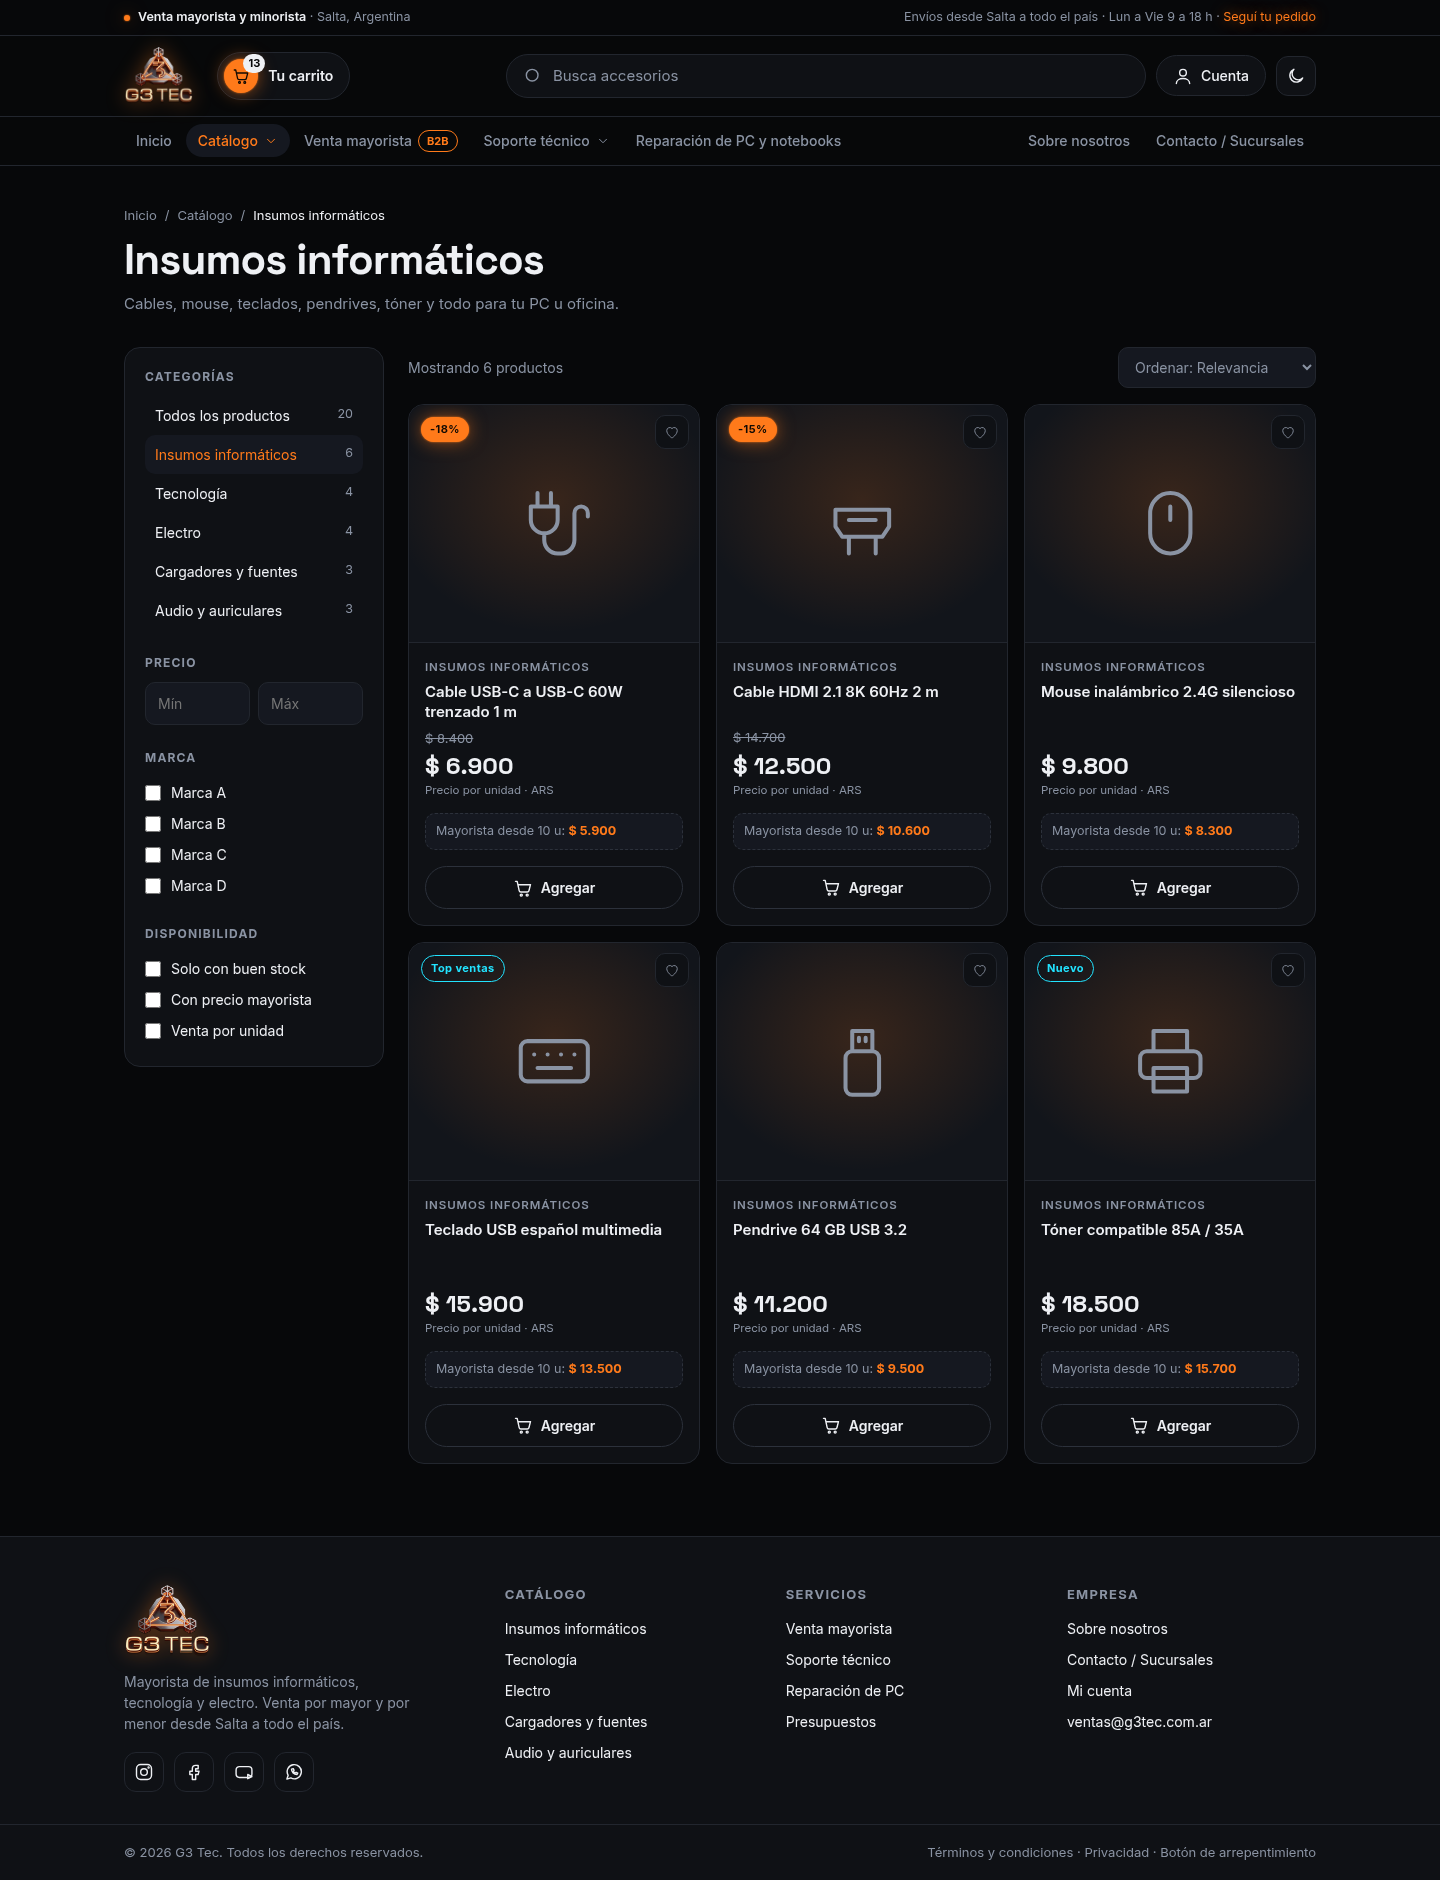 Venta mayorista y minorista · Salta, Argentina
Envíos desde Salta a todo el país · Lun a Vie 9 a 18 h · Seguí tu pedido
G3 TEC
13
Tu carrito
Busca accesorios
Cuenta
Inicio
Catálogo
Venta mayorista B2B
Soporte técnico
Reparación de PC y notebooks
Sobre nosotros
Contacto / Sucursales
Inicio / Catálogo / Insumos informáticos
Insumos informáticos
Cables, mouse, teclados, pendrives, tóner y todo para tu PC u oficina.
CATEGORÍAS
Todos los productos 20
Insumos informáticos 6
Tecnología 4
Electro 4
Cargadores y fuentes 3
Audio y auriculares 3
PRECIO
Mín
Máx
MARCA
Marca A
Marca B
Marca C
Marca D
DISPONIBILIDAD
Solo con buen stock
Con precio mayorista
Venta por unidad
Mostrando 6 productos
Ordenar: Relevancia
-18%
INSUMOS INFORMÁTICOS
Cable USB-C a USB-C 60W
trenzado 1 m
$ 8.400
$ 6.900
Precio por unidad · ARS
Mayorista desde 10 u: $ 5.900
Agregar
-15%
INSUMOS INFORMÁTICOS
Cable HDMI 2.1 8K 60Hz 2 m
$ 14.700
$ 12.500
Precio por unidad · ARS
Mayorista desde 10 u: $ 10.600
Agregar
INSUMOS INFORMÁTICOS
Mouse inalámbrico 2.4G silencioso
$ 9.800
Precio por unidad · ARS
Mayorista desde 10 u: $ 8.300
Agregar
Top ventas
INSUMOS INFORMÁTICOS
Teclado USB español multimedia
$ 15.900
Precio por unidad · ARS
Mayorista desde 10 u: $ 13.500
Agregar
INSUMOS INFORMÁTICOS
Pendrive 64 GB USB 3.2
$ 11.200
Precio por unidad · ARS
Mayorista desde 10 u: $ 9.500
Agregar
Nuevo
INSUMOS INFORMÁTICOS
Tóner compatible 85A / 35A
$ 18.500
Precio por unidad · ARS
Mayorista desde 10 u: $ 15.700
Agregar
G3 TEC
Mayorista de insumos informáticos,
tecnología y electro. Venta por mayor y por
menor desde Salta a todo el país.
CATÁLOGO
Insumos informáticos
Tecnología
Electro
Cargadores y fuentes
Audio y auriculares
SERVICIOS
Venta mayorista
Soporte técnico
Reparación de PC
Presupuestos
EMPRESA
Sobre nosotros
Contacto / Sucursales
Mi cuenta
ventas@g3tec.com.ar
© 2026 G3 Tec. Todos los derechos reservados.
Términos y condiciones · Privacidad · Botón de arrepentimiento